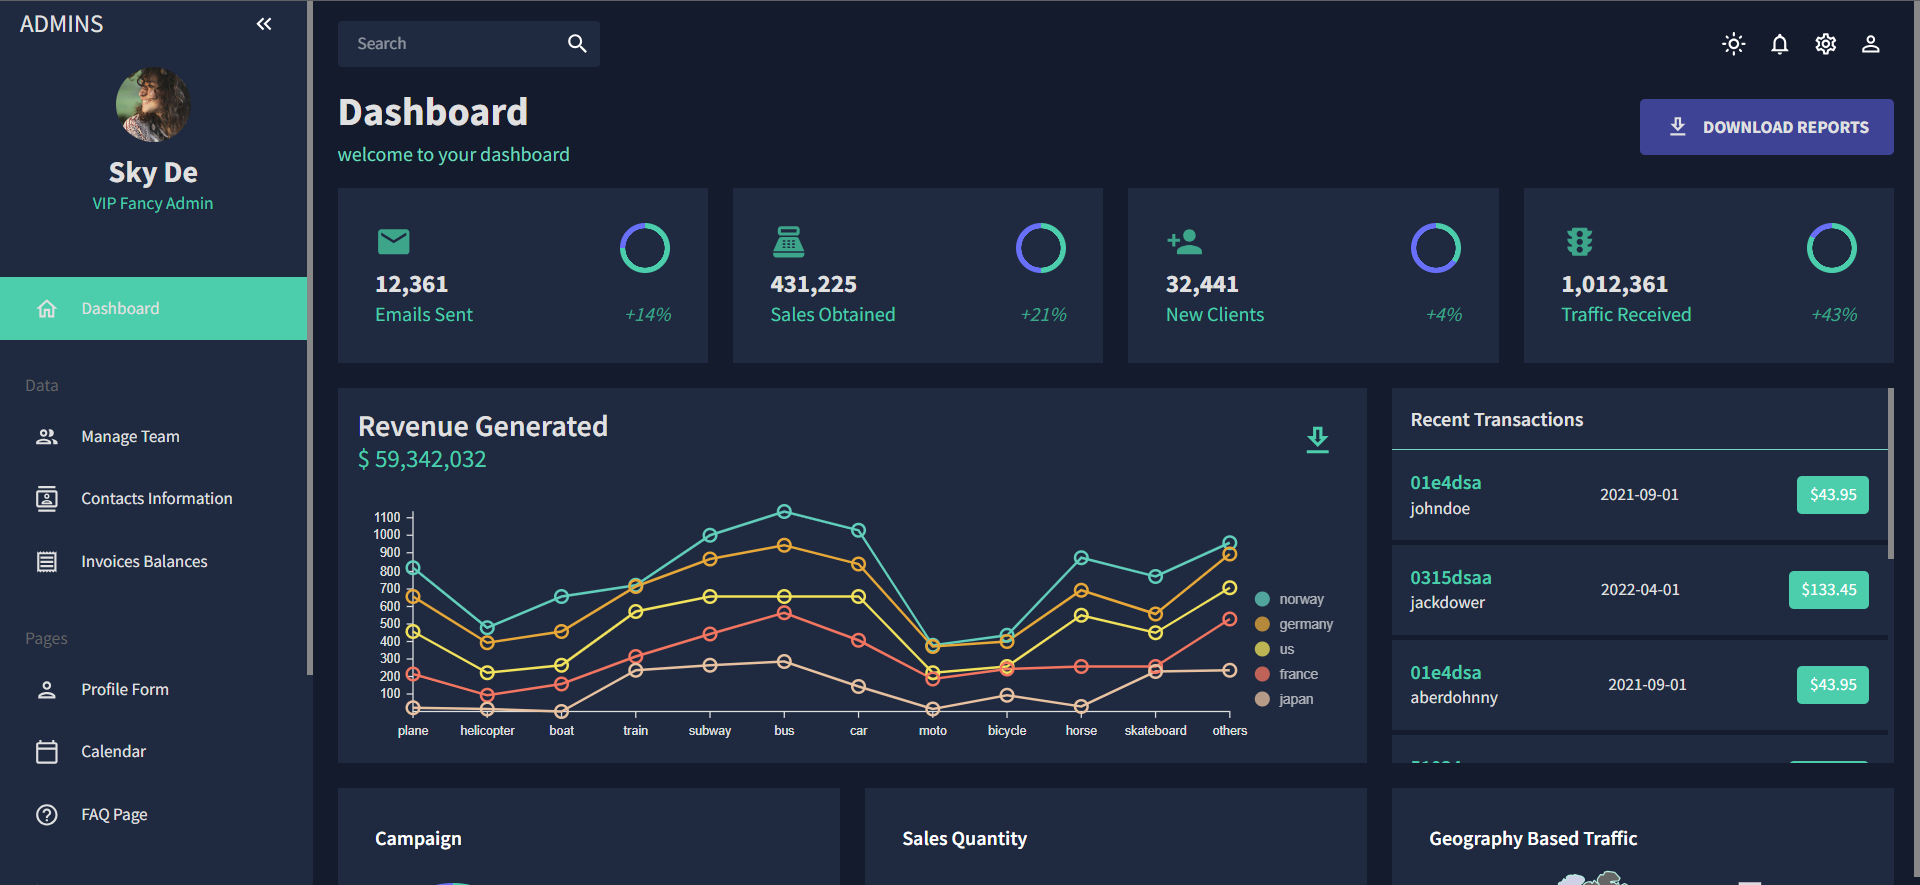 ADMINS
Sky De
VIP Fancy Admin
Dashboard
Data
Manage Team
Contacts Information
Invoices Balances
Pages
Profile Form
Calendar
FAQ Page
Search
Dashboard
welcome to your dashboard
DOWNLOAD REPORTS
12,361
Emails Sent
+14%
431,225
Sales Obtained
+21%
32,441
New Clients
+4%
1,012,361
Traffic Received
+43%
Revenue Generated
$ 59,342,032
1100
1000
900
800
700
600
500
400
300
200
100
plane helicopter boat train subway bus car moto bicycle horse skateboard others
norway
germany
us
france
japan
Recent Transactions
01e4dsa
johndoe
2021-09-01
$43.95
0315dsaa
jackdower
2022-04-01
$133.45
01e4dsa
aberdohnny
2021-09-01
$43.95
Campaign
Sales Quantity
Geography Based Traffic